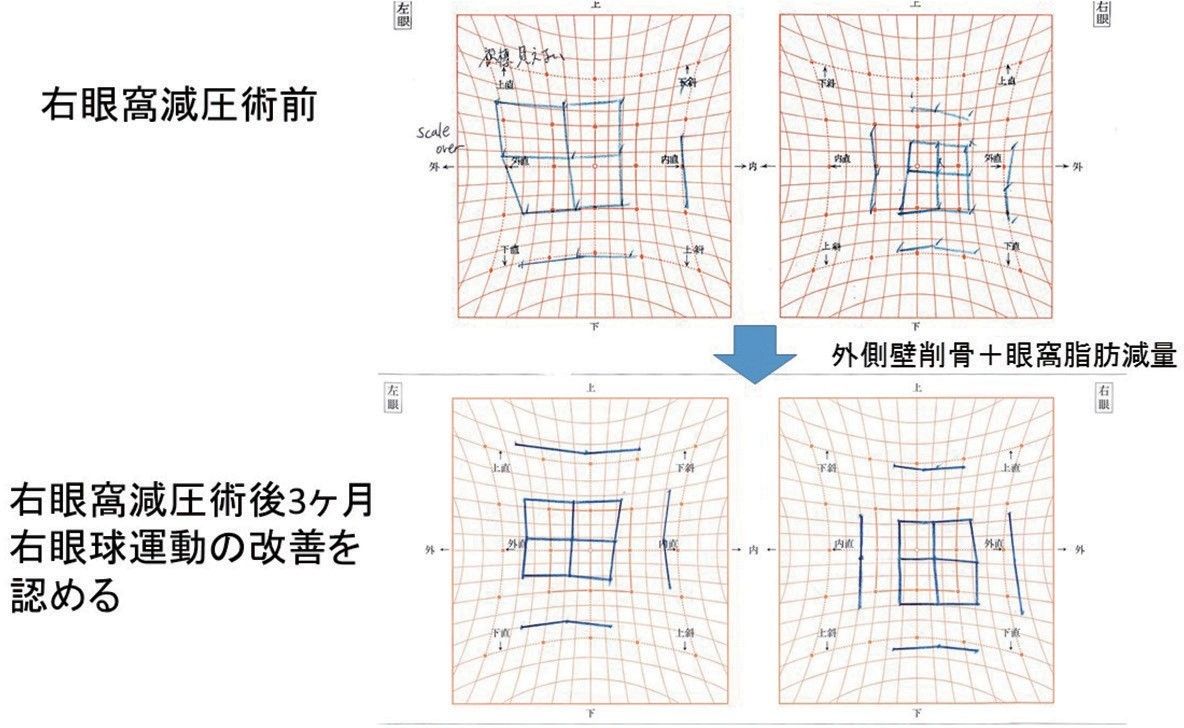 右眼窩減圧術前
左眼
上
右眼
見えない
上直
下斜
下斜
上直
scale
over
外
外直
内直
内
内直
外直
外
下直
上斜
上斜
下直
下
下
外側壁削骨＋眼窩脂肪減量
右眼窩減圧術後3ヶ月
右眼球運動の改善を
認める
左眼
上
上
右眼
上直
下斜
下斜
上直
外
外直
内直
内
内直
外直
外
下直
上斜
上斜
下直
下
下